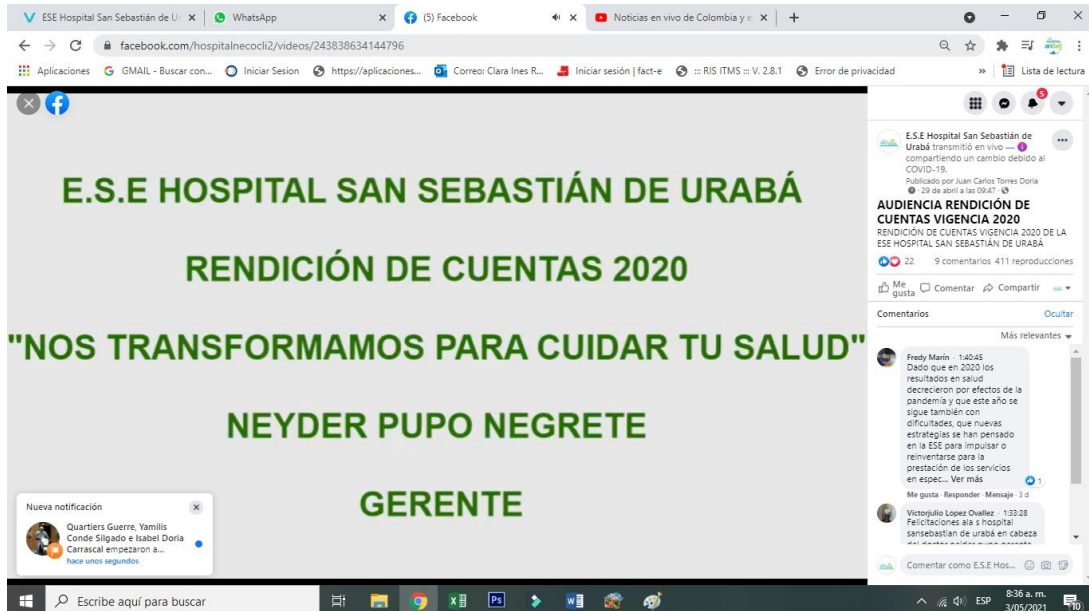 ESE Hospital San Sebastián de U
WhatsApp
(5) Facebook
Noticias en vivo de Colombia y e
facebook.com/hospitalnecocli2/videos/243838634144796
Aplicaciones
GMAIL - Buscar con...
Iniciar Sesion
https://aplicaciones...
Correo: Clara Ines R...
Iniciar sesión | fact-e
::: RIS ITMS ::: V. 2.8.1
Error de privacidad
»
Lista de lectura
E.S.E HOSPITAL SAN SEBASTIÁN DE URABÁ
RENDICIÓN DE CUENTAS 2020
"NOS TRANSFORMAMOS PARA CUIDAR TU SALUD"
NEYDER PUPO NEGRETE
GERENTE
Nueva notificación
Quartiers Guerre, Yamilis
Conde Silgado e Isabel Doria
Carrascal empezaron a...
hace unos segundos
5
E.S.E Hospital San Sebastián de
Urabá transmitió en vivo —
compartiendo un cambio debido al
COVID-19.
Publicado por Juan Carlos Torres Doria
· 29 de abril a las 09:47 ·
AUDIENCIA RENDICIÓN DE
CUENTAS VIGENCIA 2020
RENDICIÓN DE CUENTAS VIGENCIA 2020 DE LA
ESE HOSPITAL SAN SEBASTIÁN DE URABÁ
22
9 comentarios 411 reproducciones
Me gusta
Comentar
Compartir
Comentarios
Ocultar
Más relevantes
Fredy Marín · 1:40:45
Dado que en 2020 los
resultados en salud
decrecieron por efectos de la
pandemia y que este año se
sigue también con
dificultades, que nuevas
estrategias se han pensado
en la ESE para impulsar o
reinventarse para la
prestación de los servicios
en espec... Ver más
1
Me gusta · Responder · Mensaje · 3 d
Victorjulio Lopez Ovallez · 1:33:28
Felicitaciones ala s hospital
sansebastian de urabá en cabeza
Comentar como E.S.E Hos...
Escribe aquí para buscar
ESP
8:36 a. m.
3/05/2021